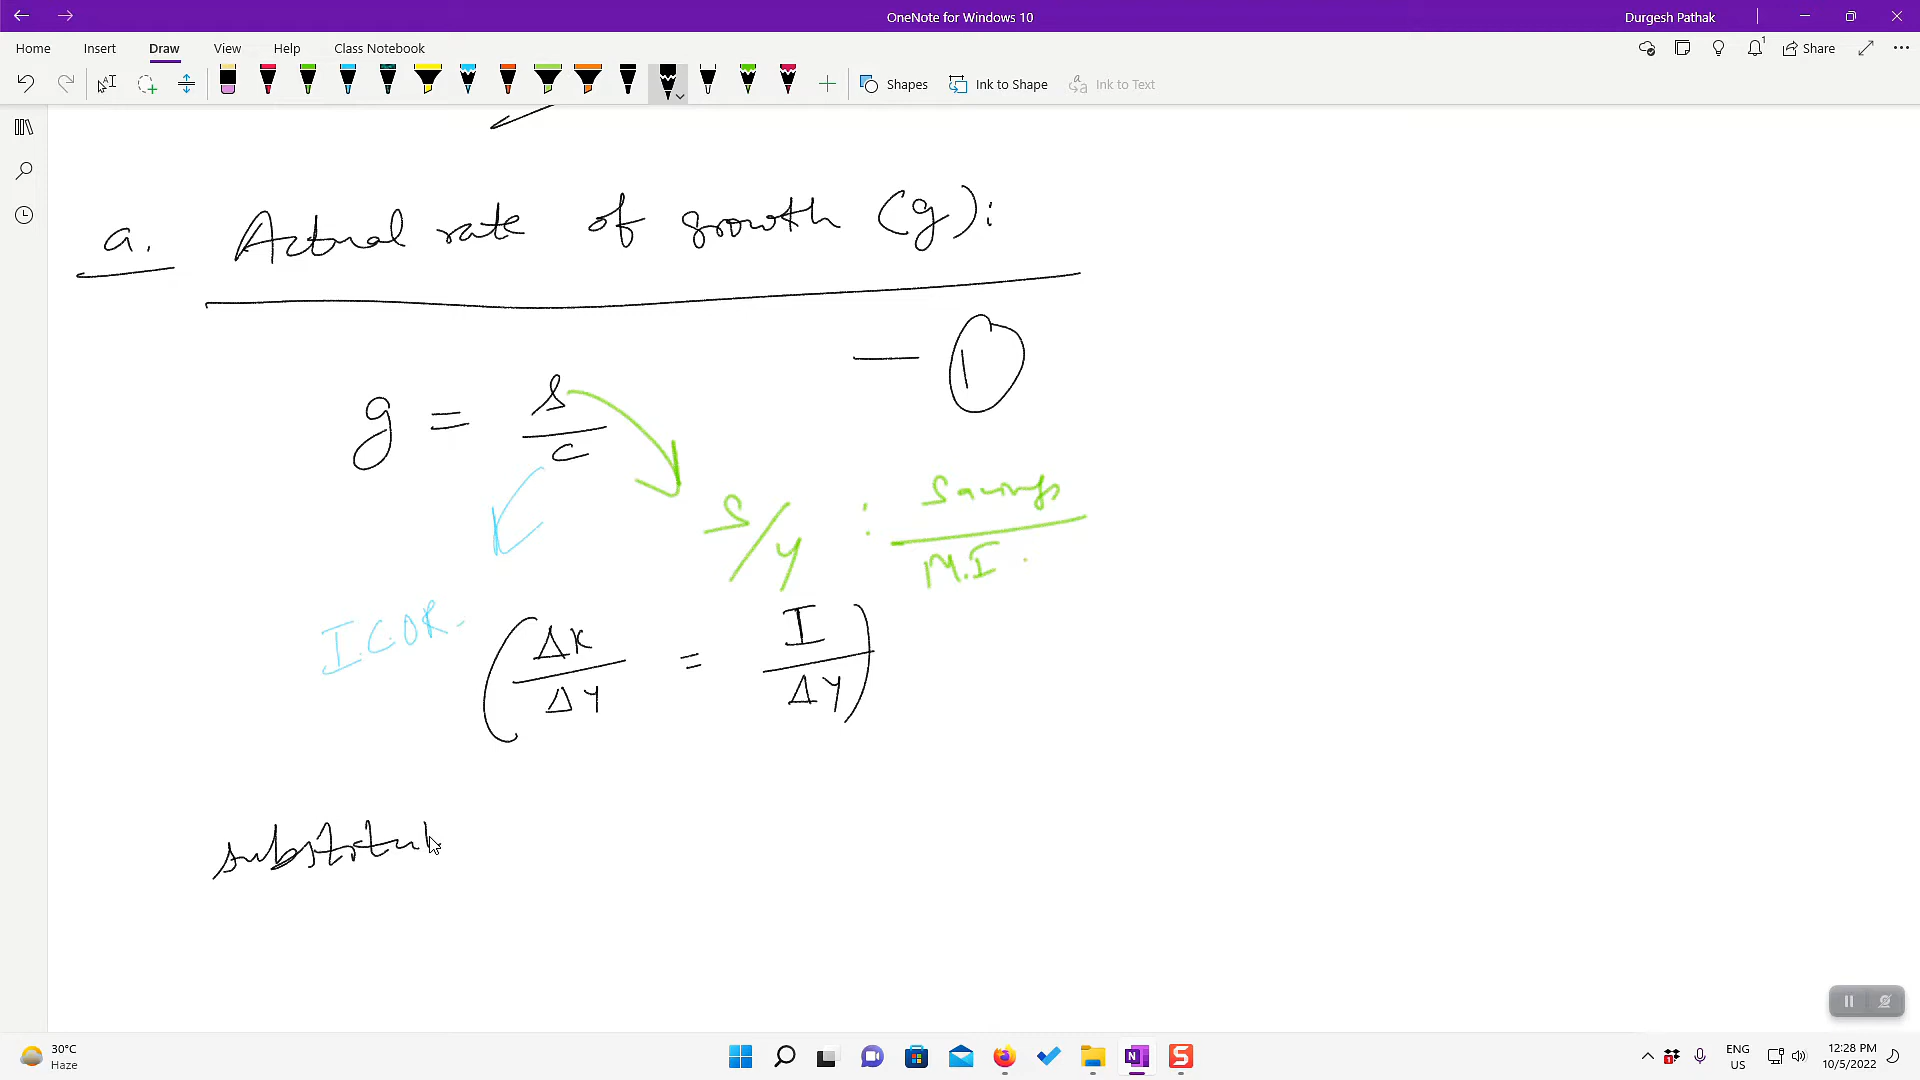 OneNote for Windows 10
Durgesh Pathak
Home Insert Draw View Help Class Notebook
Share
Shapes Ink to Shape Ink to Text
a. Actual rate of growth (g):
— ①
g = s/c
S/Y : Savings/N.I.
I.C.O.R. (ΔK/ΔY = I/ΔY)
substitut
30°C
Haze
ENG
US
12:28 PM
10/5/2022